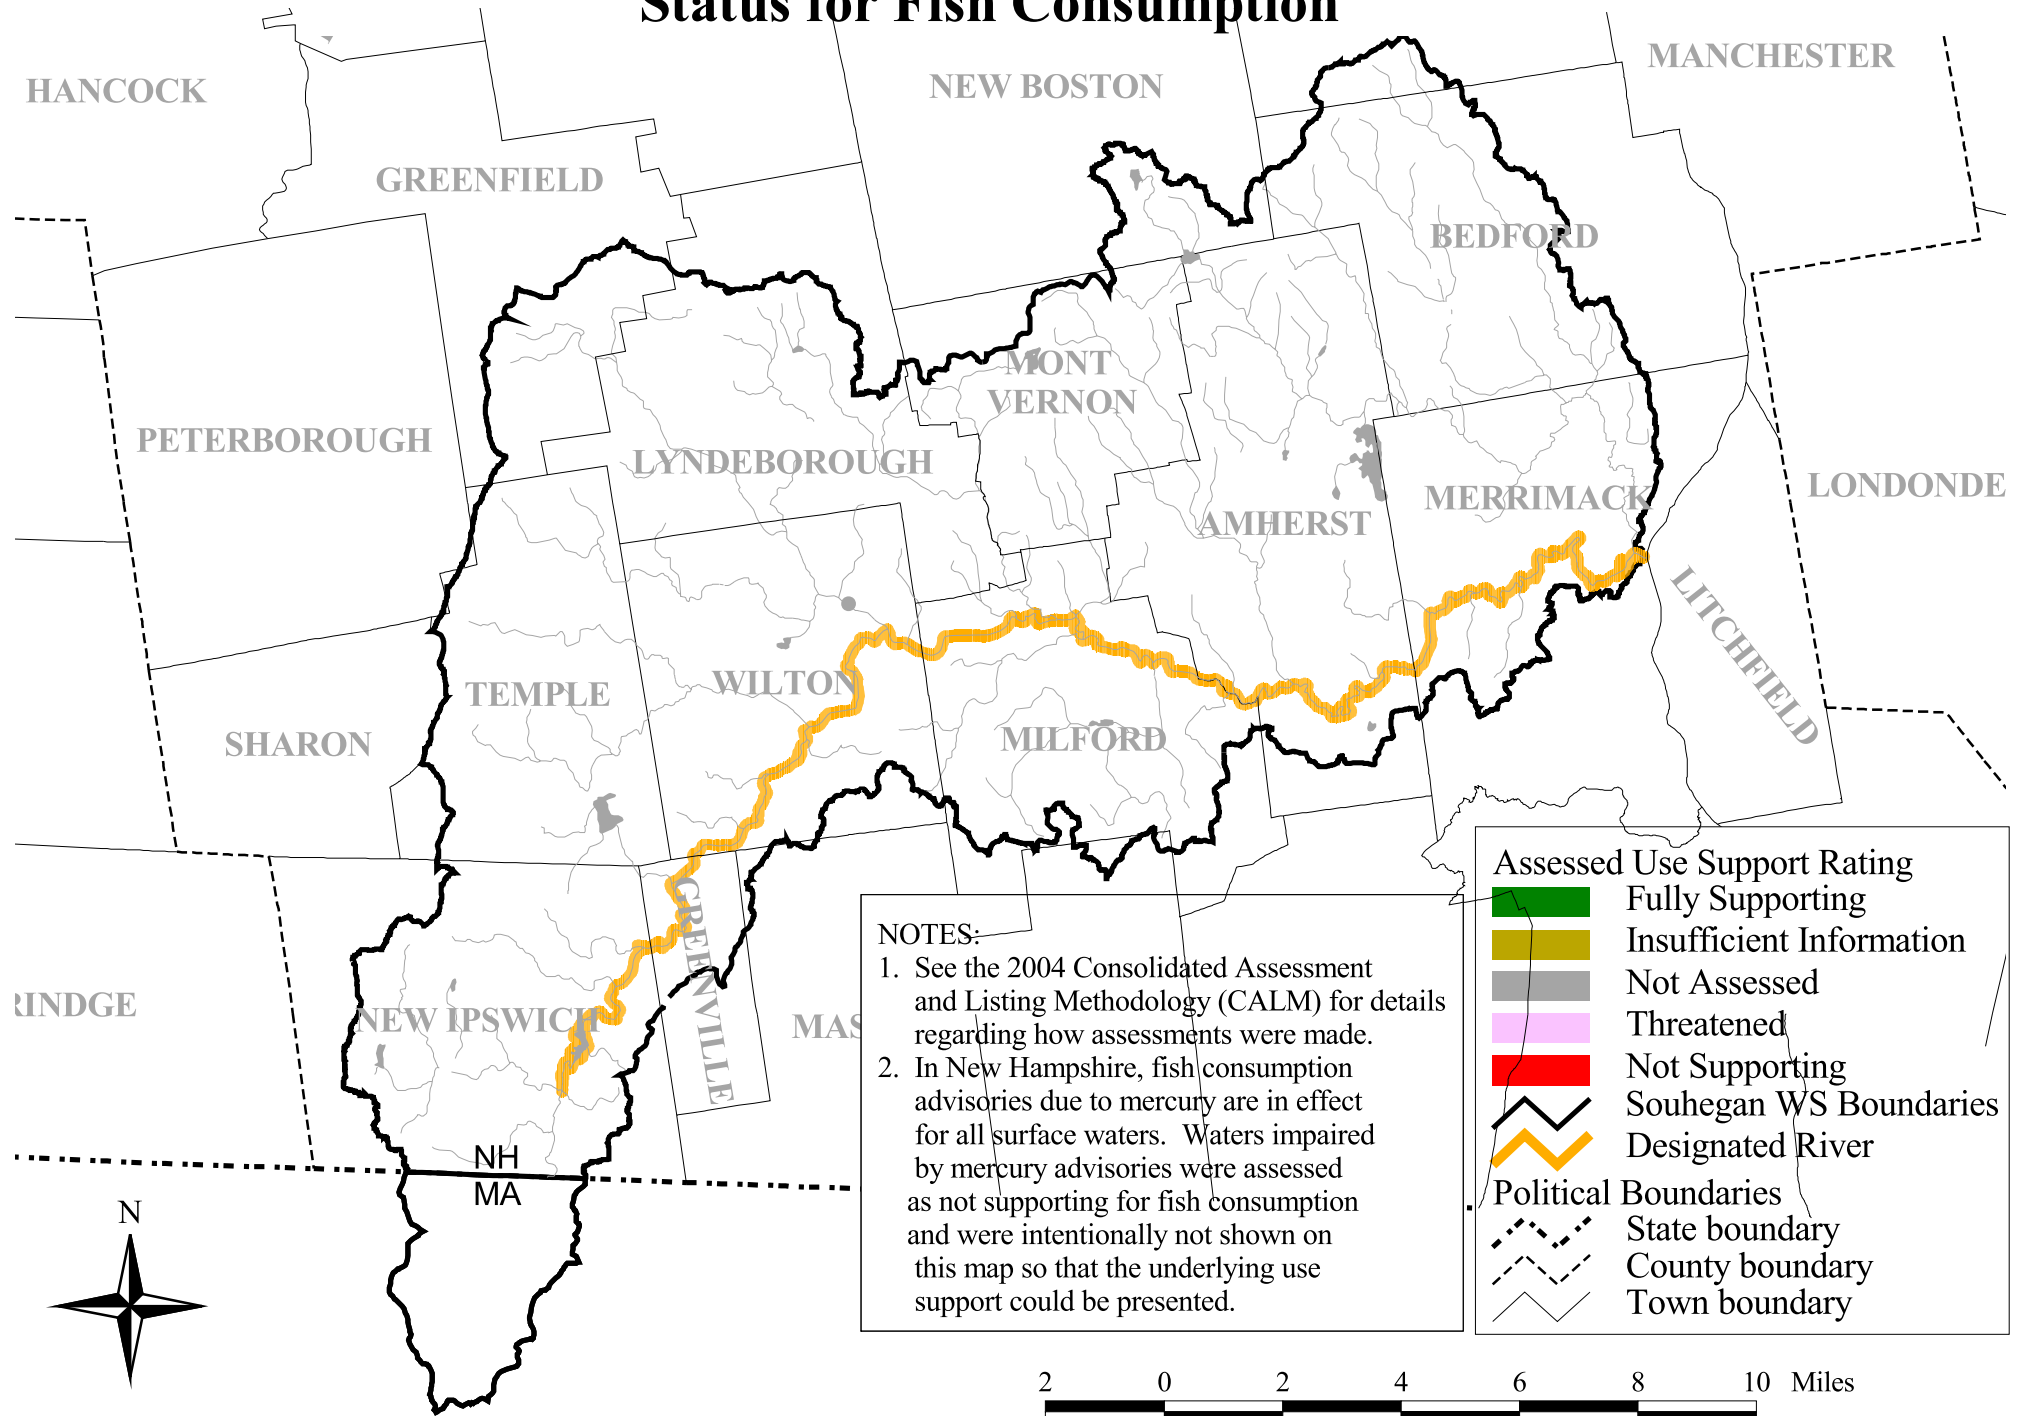 Status for Fish Consumption
MANCHESTER
HANCOCK
NEW BOSTON
GREENFIELD
BEDFORD
MONT
VERNON
PETERBOROUGH
LYNDEBOROUGH
MERRIMACK
LONDONDE
AMHERST
LITCHFIELD
TEMPLE
WILTON
SHARON
MILFORD
GREENVILLE
RINDGE
NEW IPSWICH
MAS
NH
MA
N
NOTES:
1. See the 2004 Consolidated Assessment
and Listing Methodology (CALM) for details
regarding how assessments were made.
2. In New Hampshire, fish consumption
advisories due to mercury are in effect
for all surface waters. Waters impaired
by mercury advisories were assessed
as not supporting for fish consumption
and were intentionally not shown on
this map so that the underlying use
support could be presented.
Assessed Use Support Rating
Fully Supporting
Insufficient Information
Not Assessed
Threatened
Not Supporting
Souhegan WS Boundaries
Designated River
Political Boundaries
State boundary
County boundary
Town boundary
2 0 2 4 6 8 10 Miles